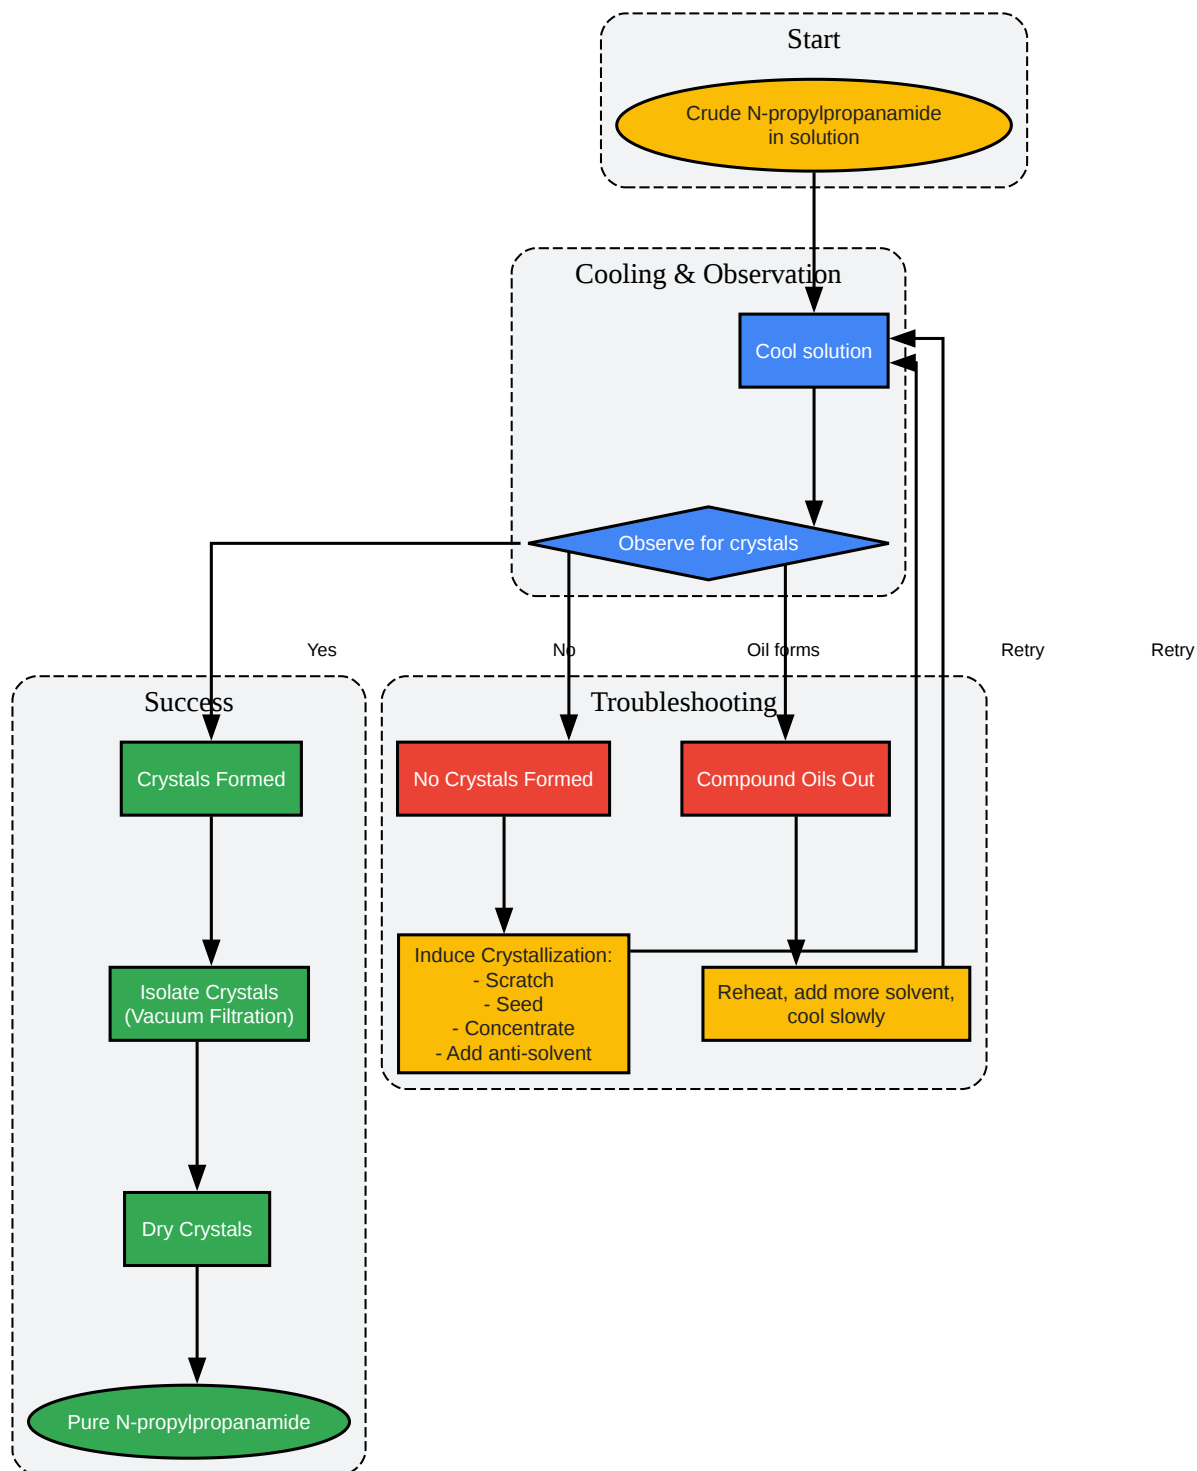 Start
Crude N-propylpropanamide
in solution
Cooling & Observation
Cool solution
Observe for crystals
Yes
No
Oil forms
Retry
Retry
Success
Troubleshooting
Crystals Formed
No Crystals Formed
Compound Oils Out
Isolate Crystals
(Vacuum Filtration)
Induce Crystallization:
- Scratch
- Seed
- Concentrate
- Add anti-solvent
Reheat, add more solvent,
cool slowly
Dry Crystals
Pure N-propylpropanamide